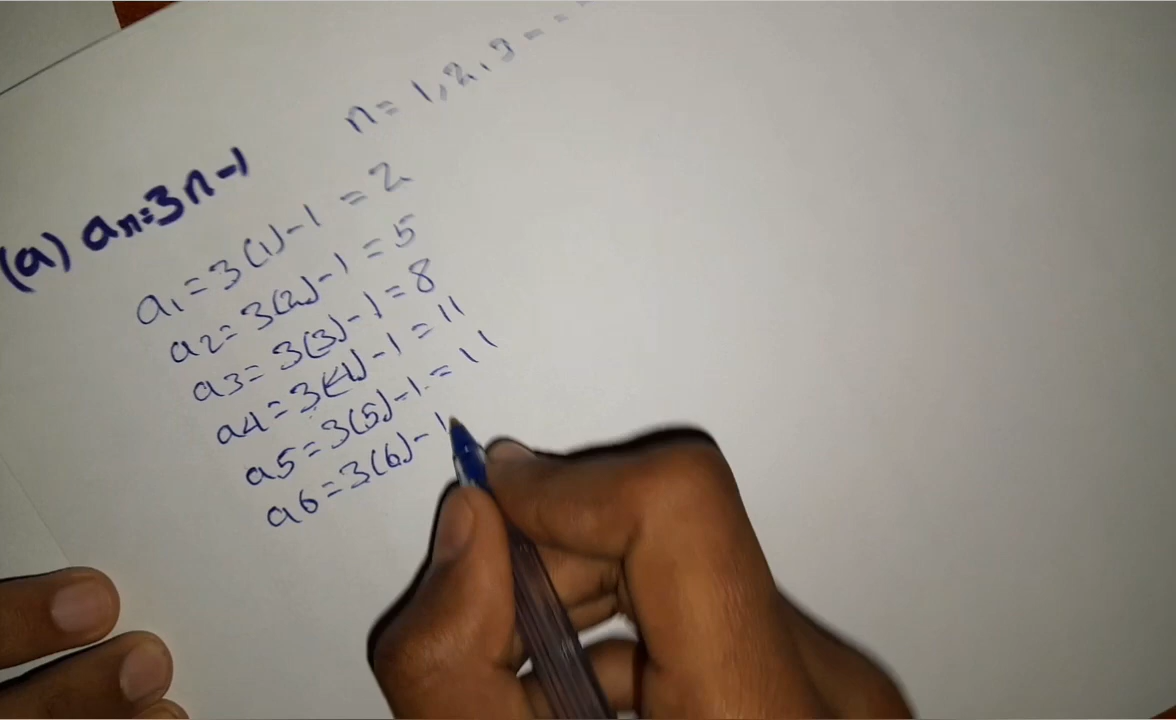 n = 1, 2, 3 - - -
(a) an=3n-1
a1 = 3(1)-1 = 2
a2 = 3(2)-1 = 5
a3 = 3(3)-1 = 8
a4 = 3(4)-1 = 11
a5 = 3(5)-1 = 11
a6 = 3(6)-1